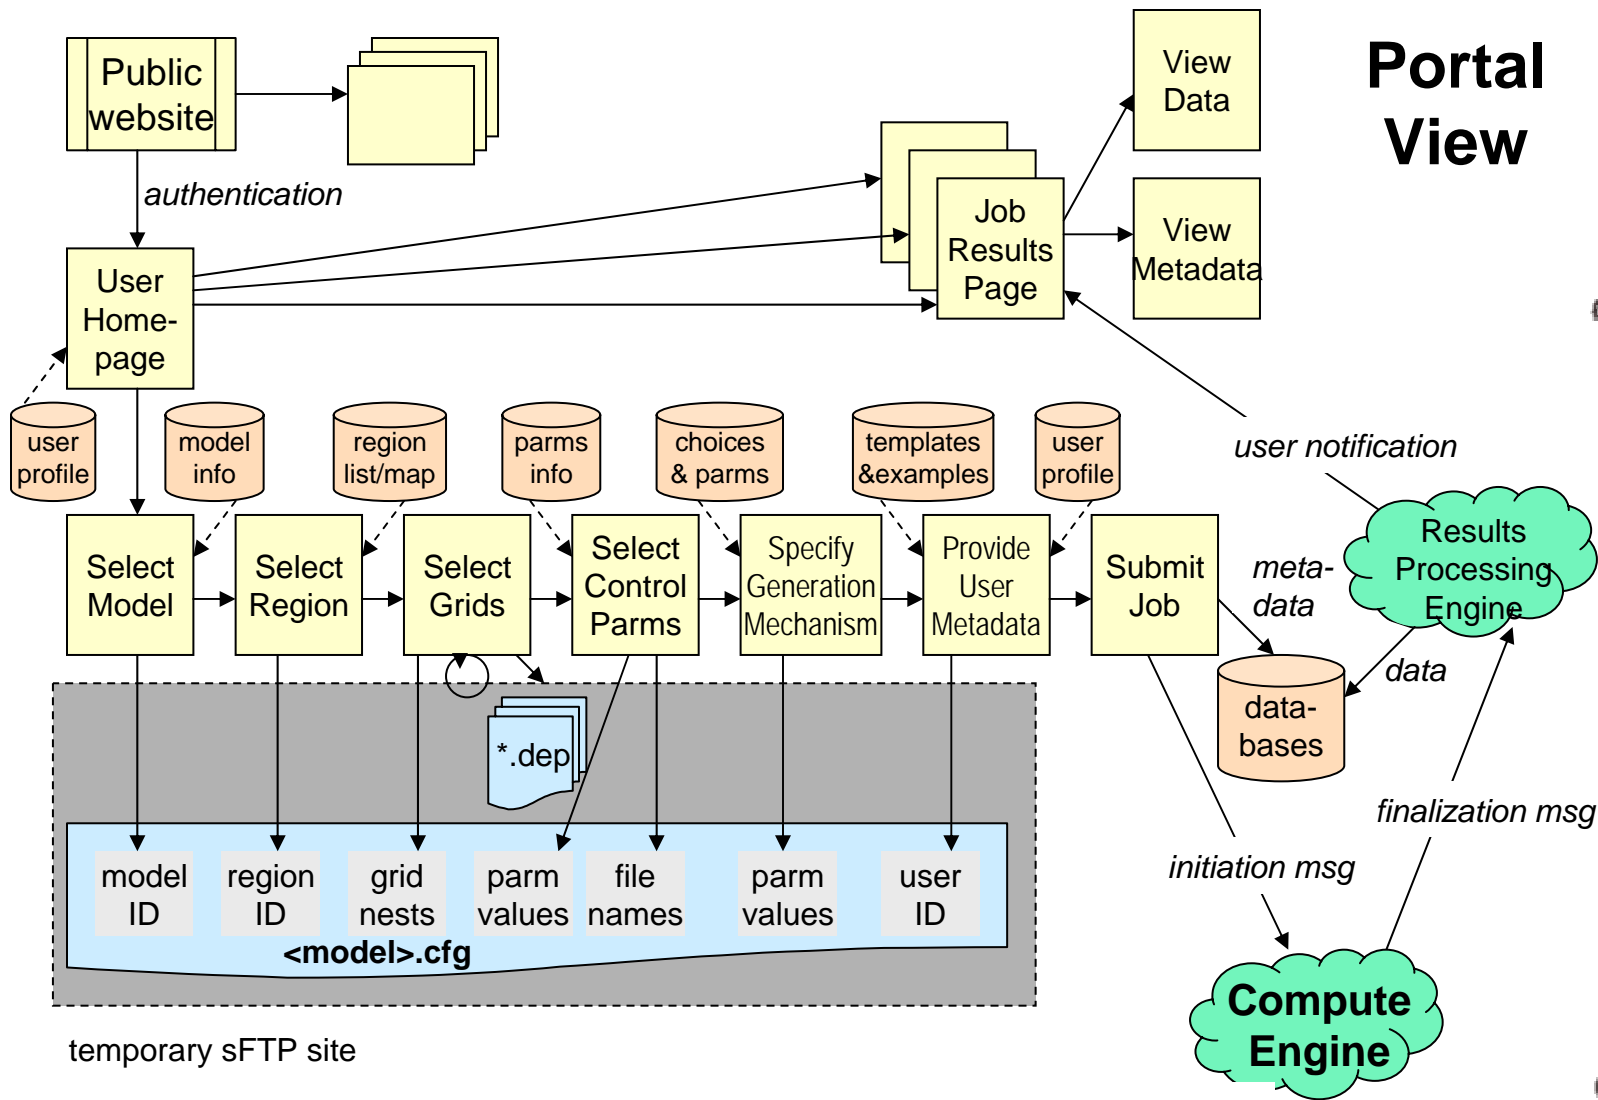 Portal
View
Public
website
authentication
View
Data
View
Metadata
Job
Results
Page
User
Home-
page
user
profile
model
info
region
list/map
parms
info
choices
& parms
templates
&examples
user
profile
user notification
Select
Model
Select
Region
Select
Grids
Select
Control
Parms
Specify
Generation
Mechanism
Provide
User
Metadata
Submit
Job
meta-
data
Results
Processing
Engine
data
data-
bases
*.dep
finalization msg
initiation msg
model
ID
region
ID
grid
nests
parm
values
file
names
parm
values
user
ID
<model>.cfg
Compute
Engine
temporary sFTP site